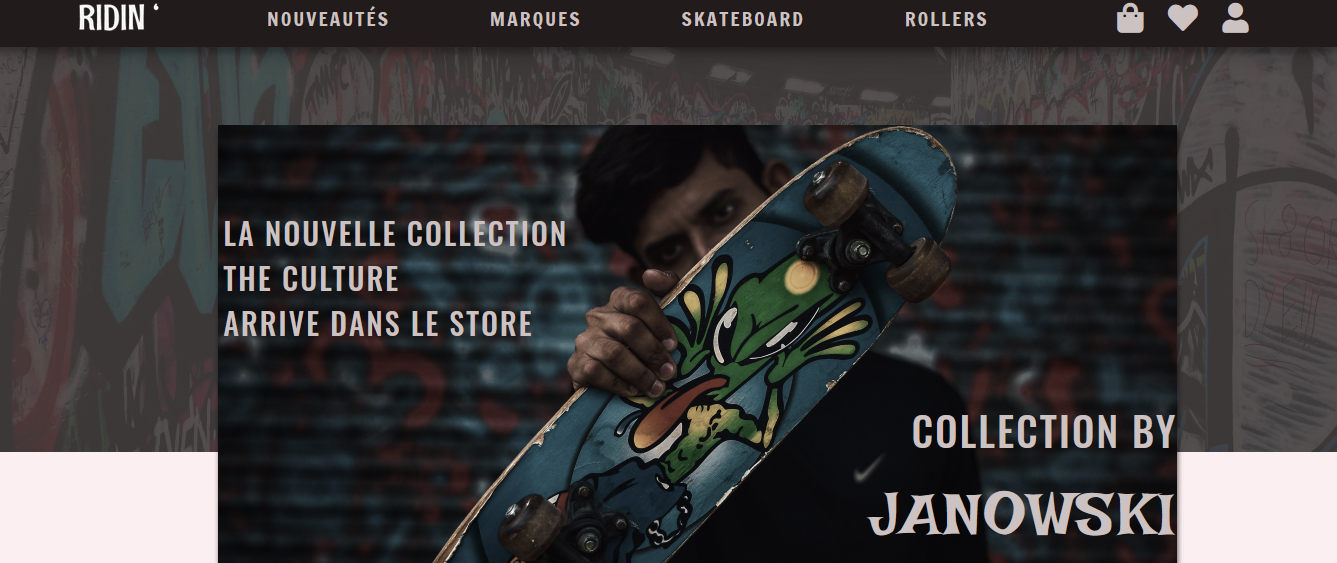 RIDIN ‘
NOUVEAUTÉS
MARQUES
SKATEBOARD
ROLLERS
LA NOUVELLE COLLECTION
THE CULTURE
ARRIVE DANS LE STORE
COLLECTION BY
JANOWSKI